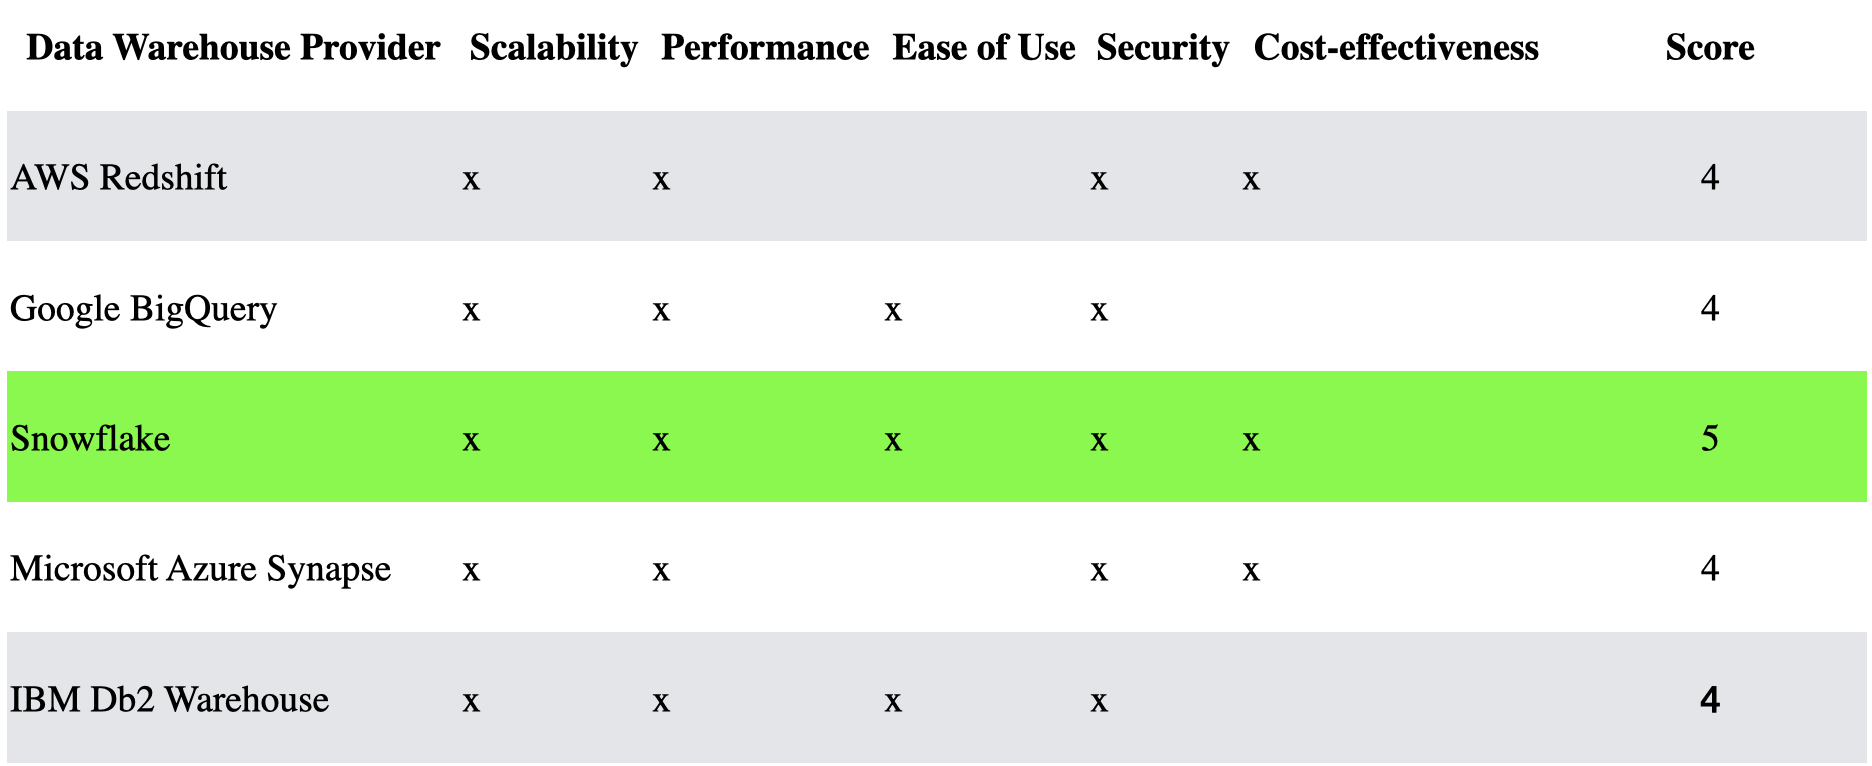 Data Warehouse Provider Scalability Performance Ease of Use Security Cost-effectiveness Score
AWS Redshift x x x x 4
Google BigQuery x x x x 4
Snowflake x x x x x 5
Microsoft Azure Synapse x x x x 4
IBM Db2 Warehouse x x x x 4